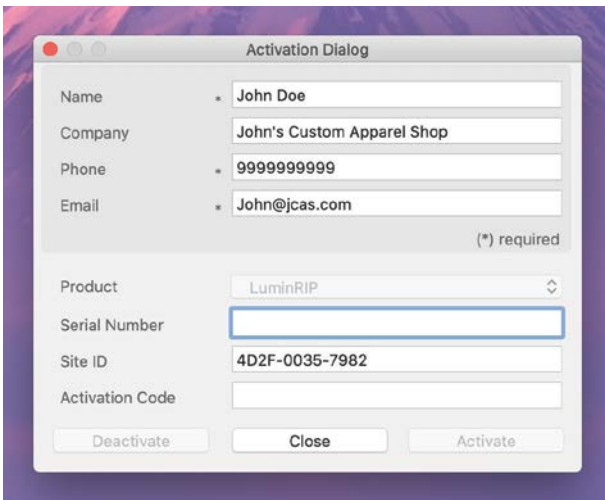 Activation Dialog
Name * John Doe
Company John's Custom Apparel Shop
Phone * 9999999999
Email * John@jcas.com
(*) required
Product LuminRIP
Serial Number
Site ID 4D2F-0035-7982
Activation Code
Deactivate Close Activate